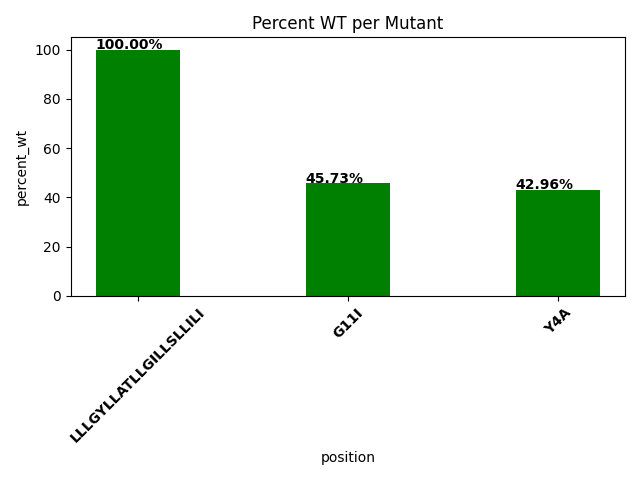 Percent WT per Mutant
percent_wt
100
80
60
40
20
0
100.00%
45.73%
42.96%
LLLGYLLATLLGILLSLLILI
G11I
Y4A
position